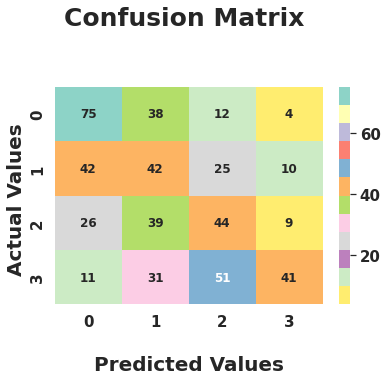 Confusion Matrix
0 75 38 12 4
1 42 42 25 10
2 26 39 44 9
3 11 31 51 41
0 1 2 3
60
40
20
Actual Values
Predicted Values